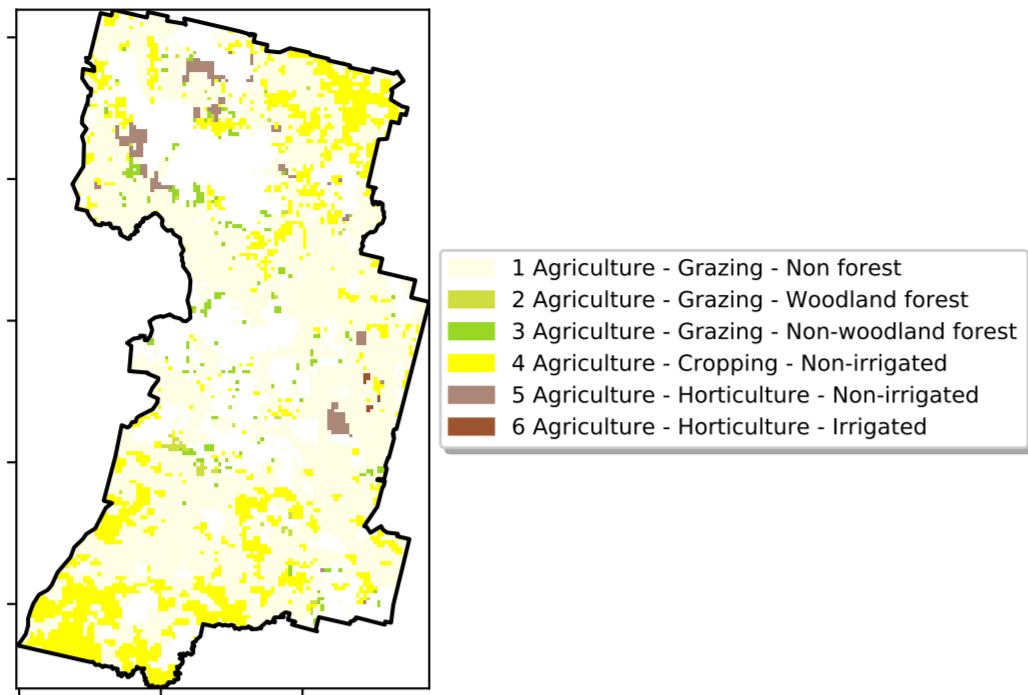 1 Agriculture - Grazing - Non forest
2 Agriculture - Grazing - Woodland forest
3 Agriculture - Grazing - Non-woodland forest
4 Agriculture - Cropping - Non-irrigated
5 Agriculture - Horticulture - Non-irrigated
6 Agriculture - Horticulture - Irrigated